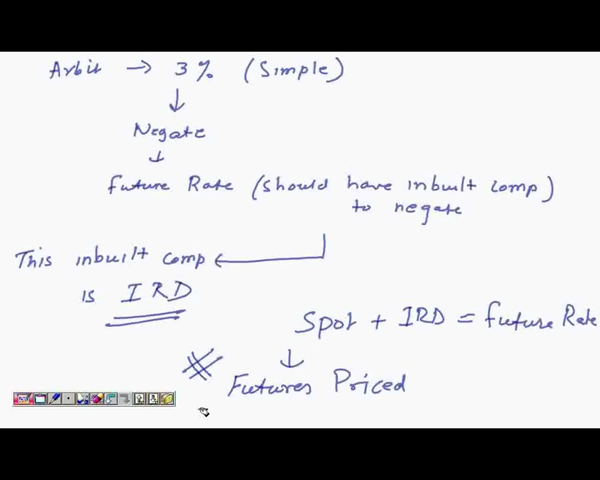 Arbit → 3% (Simple)
Negate
Future Rate (should have inbuilt comp)
to negate
This inbuilt comp
is IRD
Spot + IRD = future Rate
Futures Priced